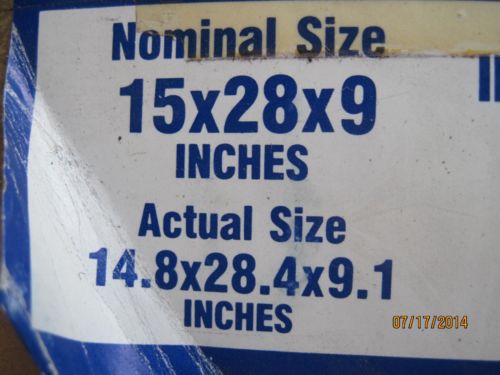 Nominal Size
15x28x9
INCHES
Actual Size
14.8x28.4x9.1
INCHES
07/17/2014